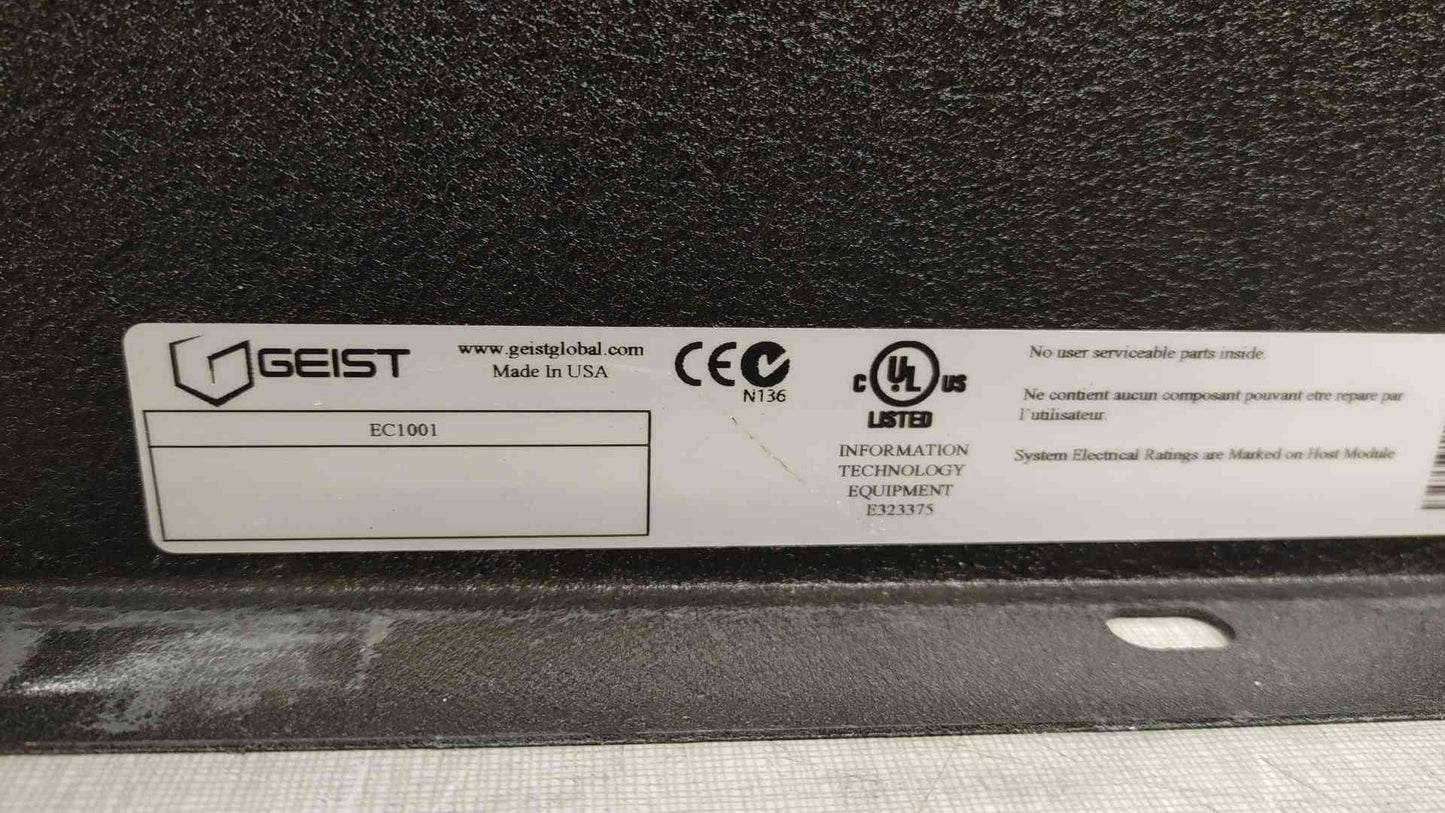 GEIST
www.geistglobal.com
Made In USA
EC1001
CE
N136
C UL US
LISTED
INFORMATION
TECHNOLOGY
EQUIPMENT
E323375
No user serviceable parts inside.
Ne contient aucun composant pouvant etre repare par
l'utilisateur.
System Electrical Ratings are Marked on Host Module